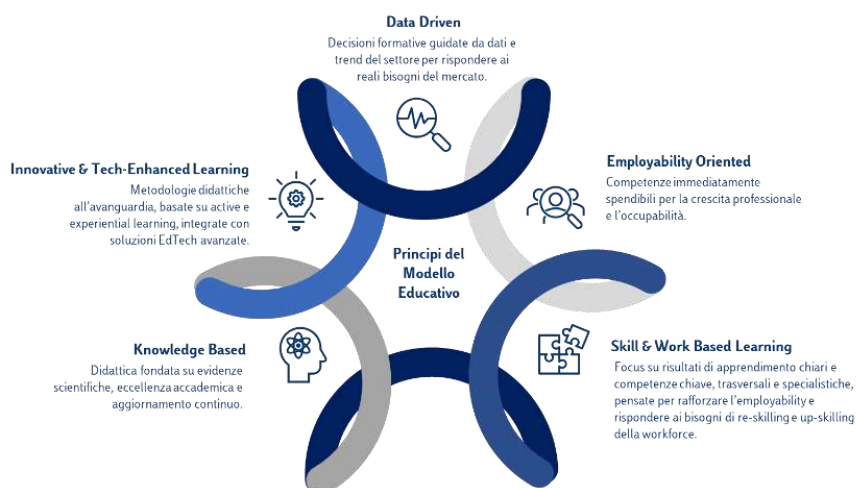 Data Driven
Decisioni formative guidate da dati e
trend del settore per rispondere ai
reali bisogni del mercato.
Innovative & Tech-Enhanced Learning
Metodologie didattiche
all'avanguardia, basate su active e
experiential learning, integrate con
soluzioni EdTech avanzate.
Employability Oriented
Competenze immediatamente
spendibili per la crescita professionale
e l'occupabilità.
Principi del
Modello
Educativo
Knowledge Based
Didattica fondata su evidenze
scientifiche, eccellenza accademica e
aggiornamento continuo.
Skill & Work Based Learning
Focus su risultati di apprendimento chiari e
competenze chiave, trasversali e specialistiche,
pensate per rafforzare l'employability e
rispondere ai bisogni di re-skilling e up-skilling
della workforce.